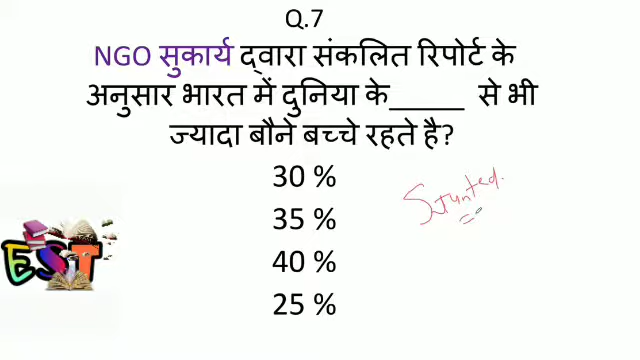 Q.7
NGO सुकार्य द्वारा संकलित रिपोर्ट के
अनुसार भारत में दुनिया के_____ से भी
ज्यादा बौने बच्चे रहते है?
30 %
35 %
40 %
25 %
Stunted.
EST